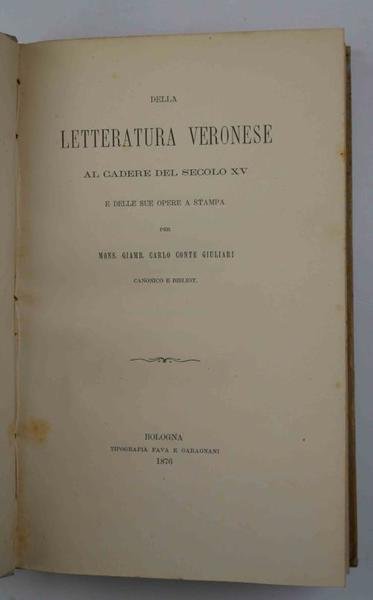 DELLA
LETTERATURA VERONESE
AL CADERE DEL SECOLO XV
E DELLE SUE OPERE A STAMPA
PER
MONS. GIAMB. CARLO CONTE GIULIARI
CANONICO E BIBLIOT.
BOLOGNA
TIPOGRAFIA FAVA E GARAGNANI
1876